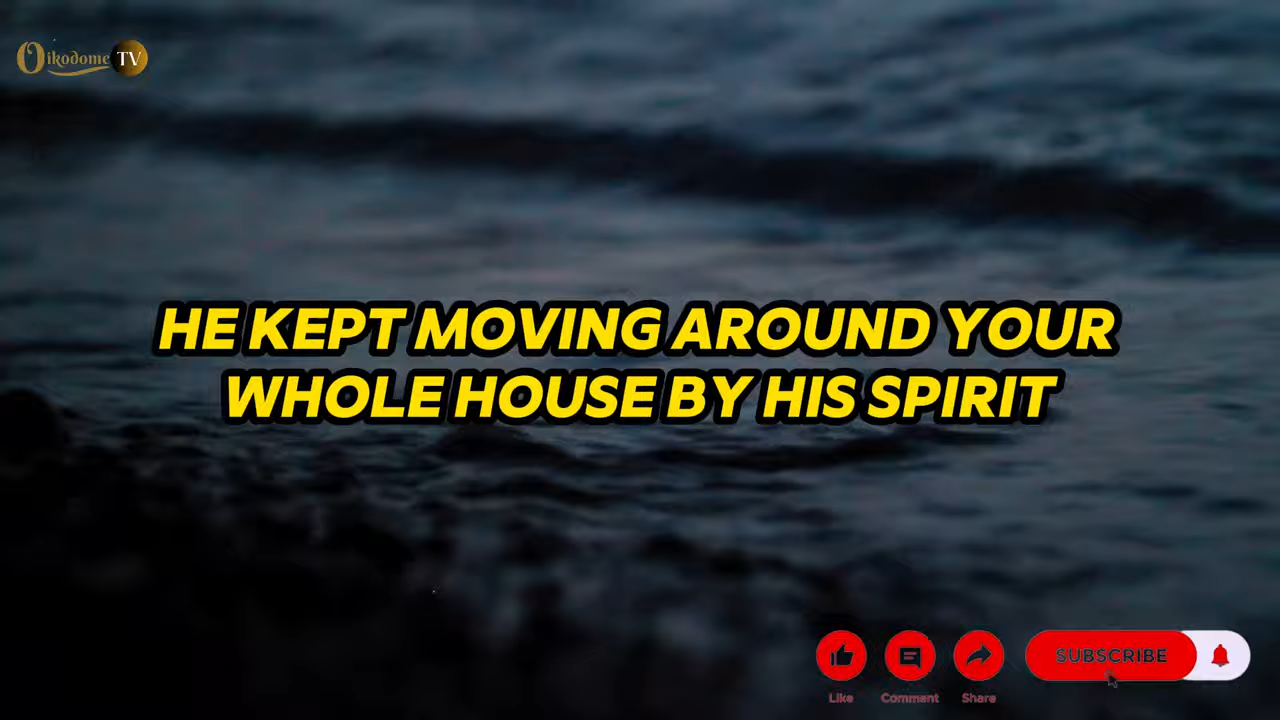 Oikodome TV
HE KEPT MOVING AROUND YOUR
WHOLE HOUSE BY HIS SPIRIT
SUBSCRIBE
Like
Comment
Share